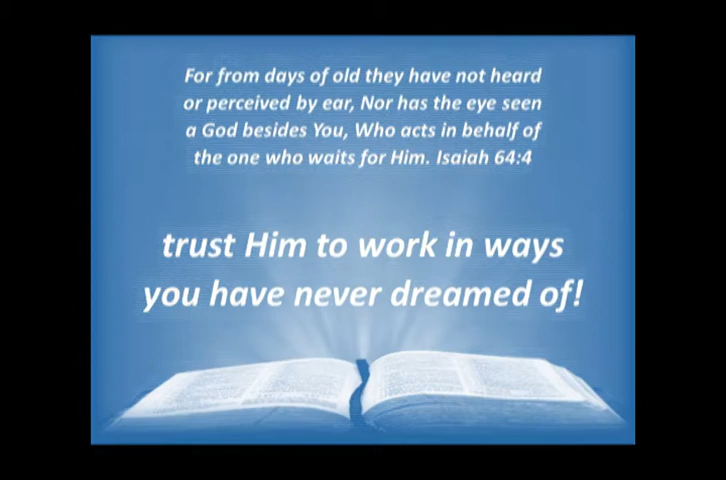 For from days of old they have not heard
or perceived by ear, Nor has the eye seen
a God besides You, Who acts in behalf of
the one who waits for Him. Isaiah 64:4
trust Him to work in ways
you have never dreamed of!